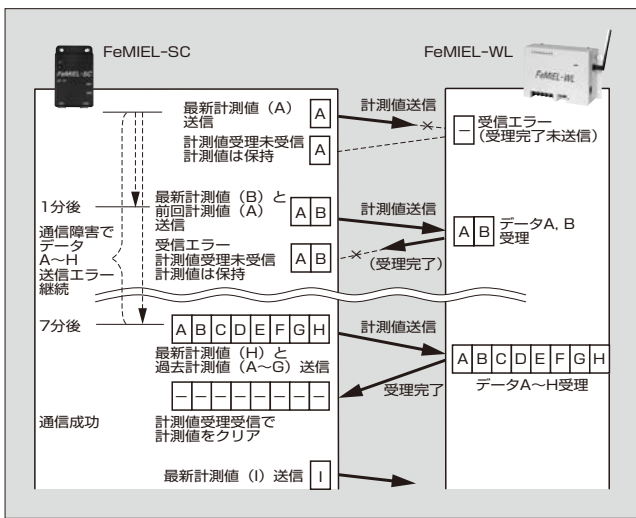 FeMIEL-SC
FeMIEL-WL
FeMIEL-SC
FeMIEL-WL
最新計測値（A）
送信
A
計測値送信
－
受信エラー
（受理完了未送信）
計測値受理未受信
計測値は保持
A
1分後
最新計測値（B）と
前回計測値（A）
送信
A B
計測値送信
A B
データA, B
受理
通信障害で
データ
A～H
送信エラー
継続
受信エラー
計測値受理未受信
計測値は保持
A B
（受理完了）
7分後
A B C D E F G H
計測値送信
最新計測値（H）と
過去計測値（A～G）送信
A B C D E F G H
データA～H受理
受理完了
－ － － － － － － －
通信成功
計測値受理受信で
計測値をクリア
最新計測値（I）送信
I